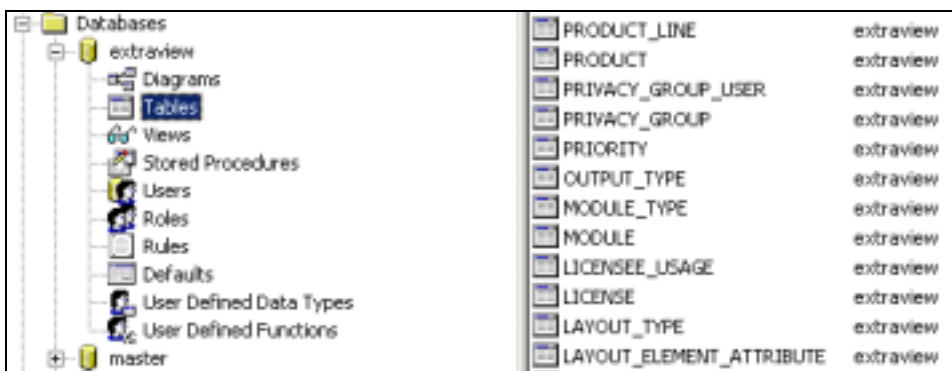 Databases
extraview
Diagrams
Tables
Views
Stored Procedures
Users
Roles
Rules
Defaults
User Defined Data Types
User Defined Functions
master
PRODUCT_LINE extraview
PRODUCT extraview
PRIVACY_GROUP_USER extraview
PRIVACY_GROUP extraview
PRIORITY extraview
OUTPUT_TYPE extraview
MODULE_TYPE extraview
MODULE extraview
LICENSEE_USAGE extraview
LICENSE extraview
LAYOUT_TYPE extraview
LAYOUT_ELEMENT_ATTRIBUTE extraview